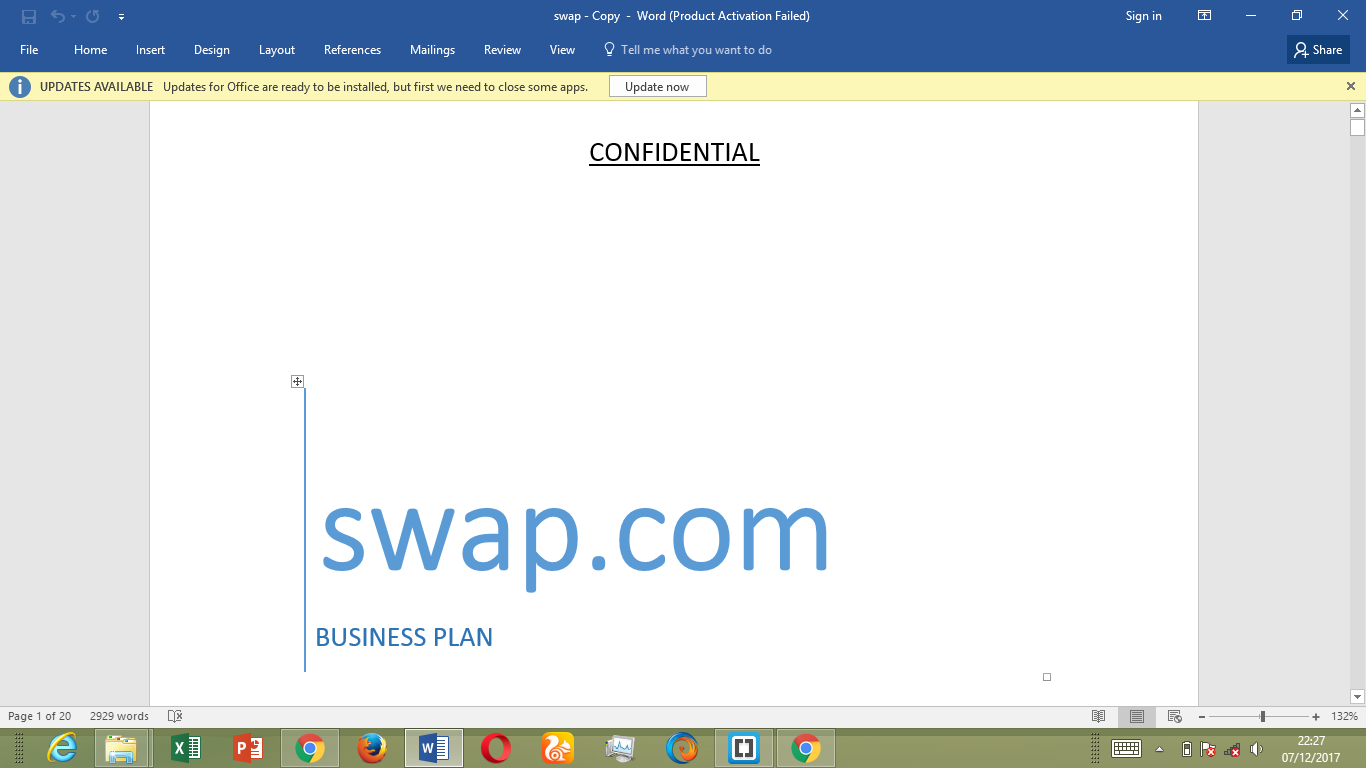 swap - Copy - Word (Product Activation Failed)
Sign in
File Home Insert Design Layout References Mailings Review View Tell me what you want to do Share
UPDATES AVAILABLE Updates for Office are ready to be installed, but first we need to close some apps. Update now
CONFIDENTIAL
swap.com
BUSINESS PLAN
Page 1 of 20 2929 words 132%
22:27
07/12/2017